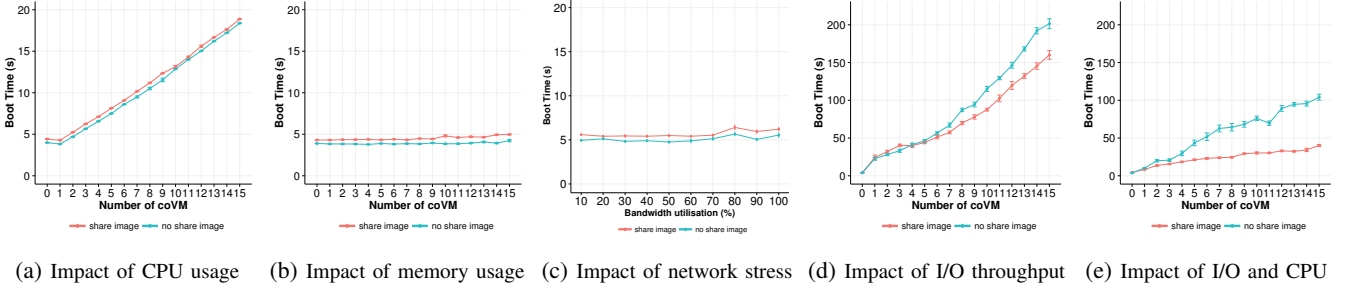 20
15
10
5
0
Boot Time (s)
0 1 2 3 4 5 6 7 8 9 10 11 12 13 14 15
Number of coVM
share image no share image
(a) Impact of CPU usage
20
15
10
5
0
Boot Time (s)
0 1 2 3 4 5 6 7 8 9 10 11 12 13 14 15
Number of coVM
share image no share image
(b) Impact of memory usage
20
15
10
5
0
Boot Time (s)
10 20 30 40 50 60 70 80 90 100
Bandwidth utilisation (%)
share image no share image
(c) Impact of network stress
200
150
100
50
0
Boot Time (s)
0 1 2 3 4 5 6 7 8 9 10 11 12 13 14 15
Number of coVM
share image no share image
(d) Impact of I/O throughput
200
150
100
50
0
Boot Time (s)
0 1 2 3 4 5 6 7 8 9 10 11 12 13 14 15
Number of coVM
share image no share image
(e) Impact of I/O and CPU